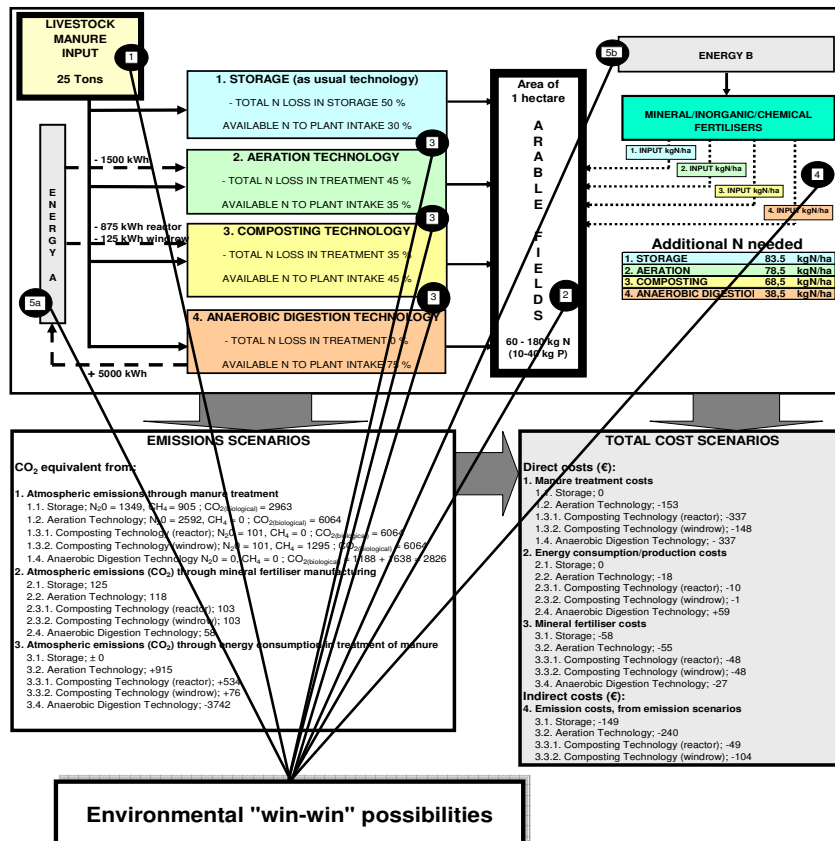 LIVESTOCK
MANURE
INPUT
25 Tons
1
ENERGY A
- 1500 kWh
- 875 kWh reactor
- 125 kWh windrow
+ 5000 kWh
5a
1. STORAGE (as usual technology)
- TOTAL N LOSS IN STORAGE 50 %
AVAILABLE N TO PLANT INTAKE 30 %
3
2. AERATION TECHNOLOGY
- TOTAL N LOSS IN TREATMENT 45 %
AVAILABLE N TO PLANT INTAKE 35 %
3
3. COMPOSTING TECHNOLOGY
- TOTAL N LOSS IN TREATMENT 35 %
AVAILABLE N TO PLANT INTAKE 45 %
3
4. ANAEROBIC DIGESTION TECHNOLOGY
- TOTAL N LOSS IN TREATMENT 0 %
AVAILABLE N TO PLANT INTAKE 75 %
Area of
1 hectare
ARABLE FIELDS
2
60 - 180 kg N
(10-40 kg P)
5b
ENERGY B
MINERAL/INORGANIC/CHEMICAL
FERTILISERS
4
1. INPUT kgN/ha
2. INPUT kgN/ha
3. INPUT kgN/ha
4. INPUT kgN/ha
Additional N needed
1. STORAGE 83,5 kgN/ha
2. AERATION 78,5 kgN/ha
3. COMPOSTING 68,5 kgN/ha
4. ANAEROBIC DIGESTION 38,5 kgN/ha
EMISSIONS SCENARIOS
CO2 equivalent from:
1. Atmospheric emissions through manure treatment
1.1. Storage; N20 = 1349, CH4 = 905 ; CO2(biological) = 2963
1.2. Aeration Technology; N20 = 2592, CH4 = 0 ; CO2(biological) = 6064
1.3.1. Composting Technology (reactor); N20 = 101, CH4 = 0 ; CO2(biological) = 6064
1.3.2. Composting Technology (windrow); N20 = 101, CH4 = 1295 ; CO2(biological) = 6064
1.4. Anaerobic Digestion Technology N20 = 0, CH4 = 0 ; CO2(biological) = 1188 + 1638 = 2826
2. Atmospheric emissions (CO2) through mineral fertiliser manufacturing
2.1. Storage; 125
2.2. Aeration Technology; 118
2.3.1. Composting Technology (reactor); 103
2.3.2. Composting Technology (windrow); 103
2.4. Anaerobic Digestion Technology; 58
3. Atmospheric emissions (CO2) through energy consumption in treatment of manure
3.1. Storage; ± 0
3.2. Aeration Technology; +915
3.3.1. Composting Technology (reactor); +534
3.3.2. Composting Technology (windrow); +76
3.4. Anaerobic Digestion Technology; -3742
TOTAL COST SCENARIOS
Direct costs (€):
1. Manure treatment costs
1.1. Storage; 0
1.2. Aeration Technology; -153
1.3.1. Composting Technology (reactor); -337
1.3.2. Composting Technology (windrow); -148
1.4. Anaerobic Digestion Technology; - 337
2. Energy consumption/production costs
2.1. Storage; 0
2.2. Aeration Technology; -18
2.3.1. Composting Technology (reactor); -10
2.3.2. Composting Technology (windrow); -1
2.4. Anaerobic Digestion Technology; +59
3. Mineral fertiliser costs
3.1. Storage; -58
3.2. Aeration Technology; -55
3.3.1. Composting Technology (reactor); -48
3.3.2. Composting Technology (windrow); -48
3.4. Anaerobic Digestion Technology; -27
Indirect costs (€):
4. Emission costs, from emission scenarios
3.1. Storage; -149
3.2. Aeration Technology; -240
3.3.1. Composting Technology (reactor); -49
3.3.2. Composting Technology (windrow); -104
Environmental "win-win" possibilities